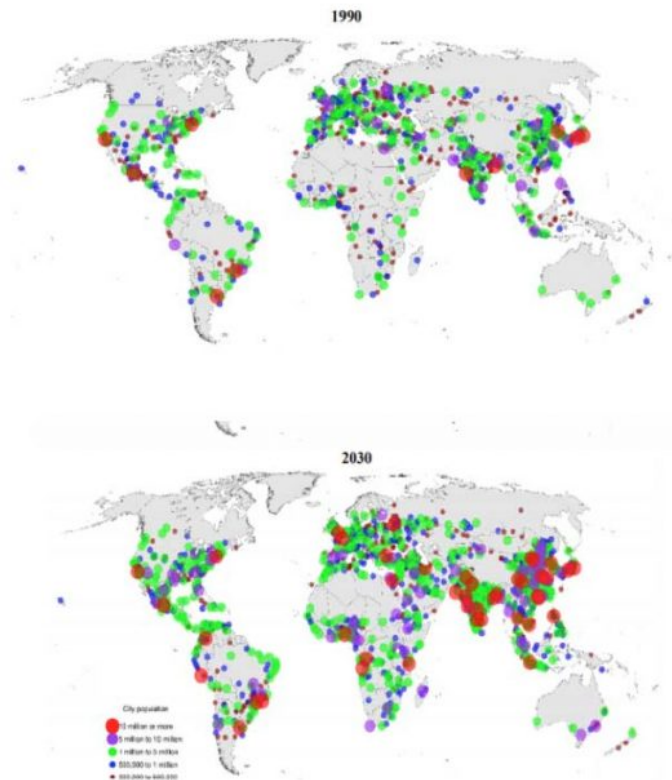 1990
2030
City population
10 million or more
5 million to 10 million
1 million to 5 million
500,000 to 1 million